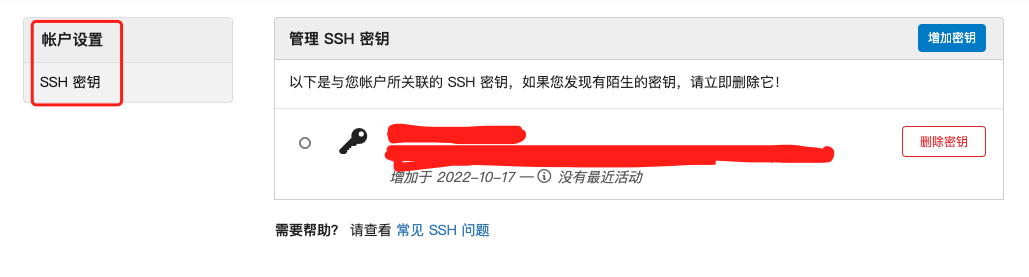 帐户设置
SSH 密钥
管理 SSH 密钥
增加密钥
以下是与您帐户所关联的 SSH 密钥，如果您发现有陌生的密钥，请立即删除它！
删除密钥
增加于 2022-10-17 — 没有最近活动
需要帮助？ 请查看 常见 SSH 问题